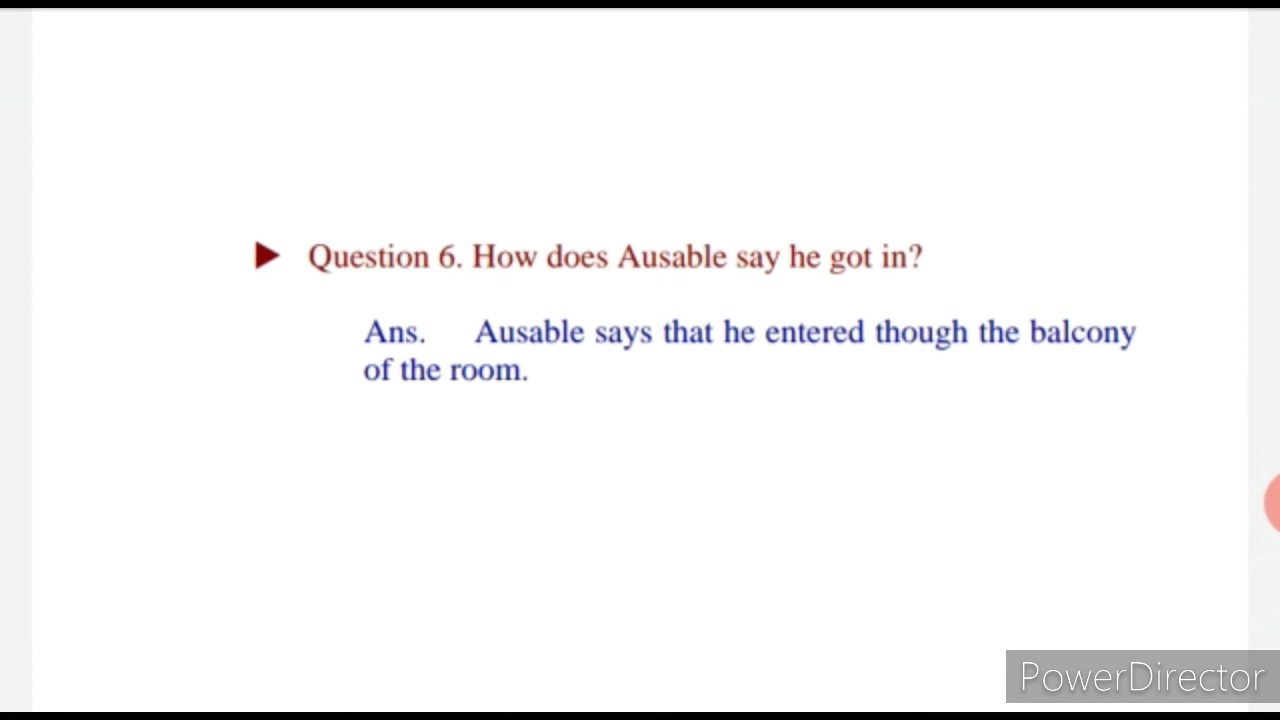 Question 6. How does Ausable say he got in?
Ans. Ausable says that he entered though the balcony
of the room.
PowerDirector